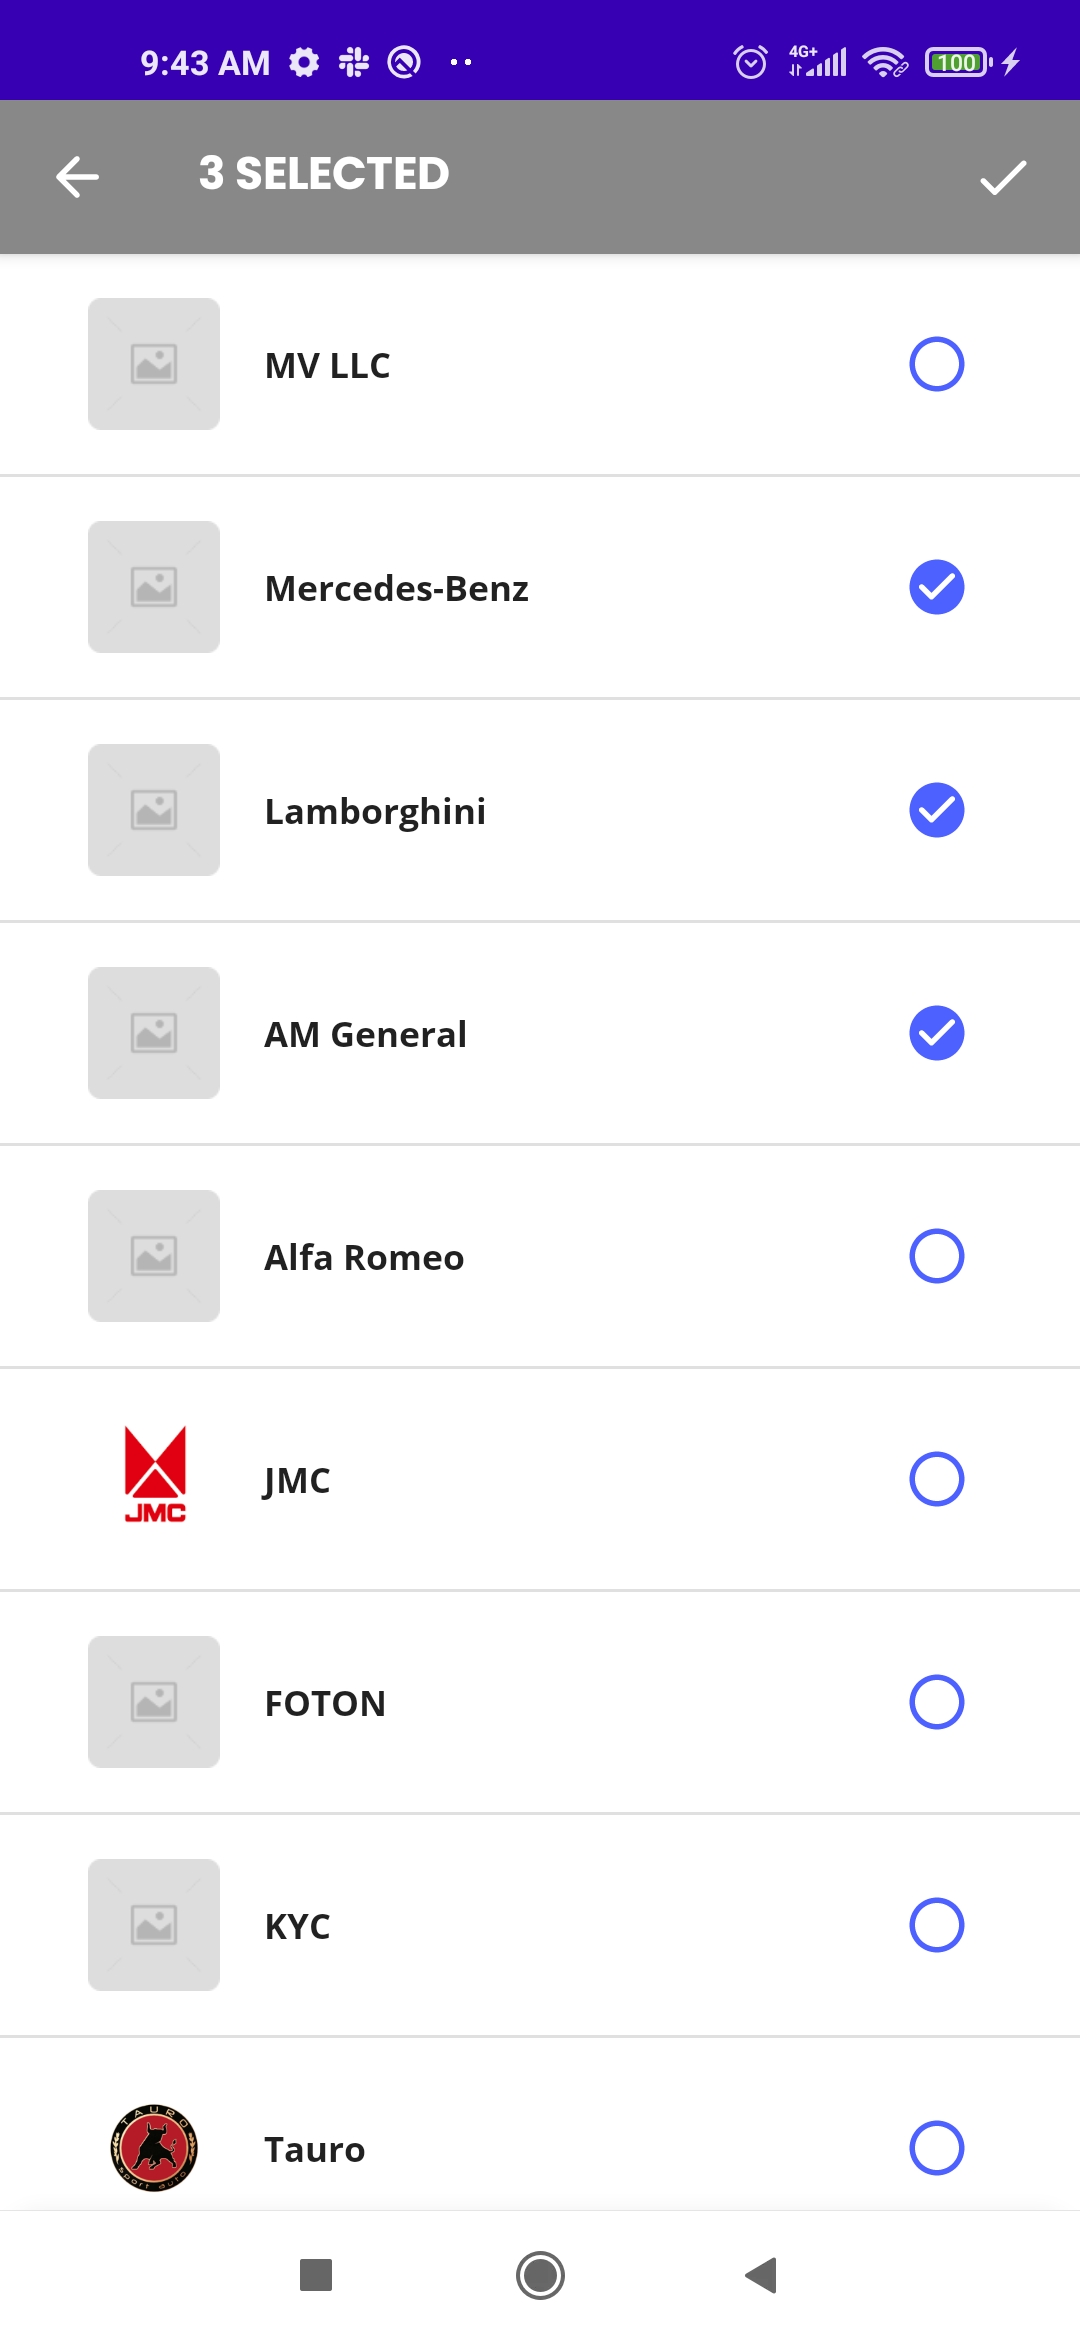 9:43 AM
4G+
100
3 SELECTED
MV LLC
Mercedes-Benz
Lamborghini
AM General
Alfa Romeo
JMC
JMC
FOTON
KYC
TAURO
sport auto
Tauro